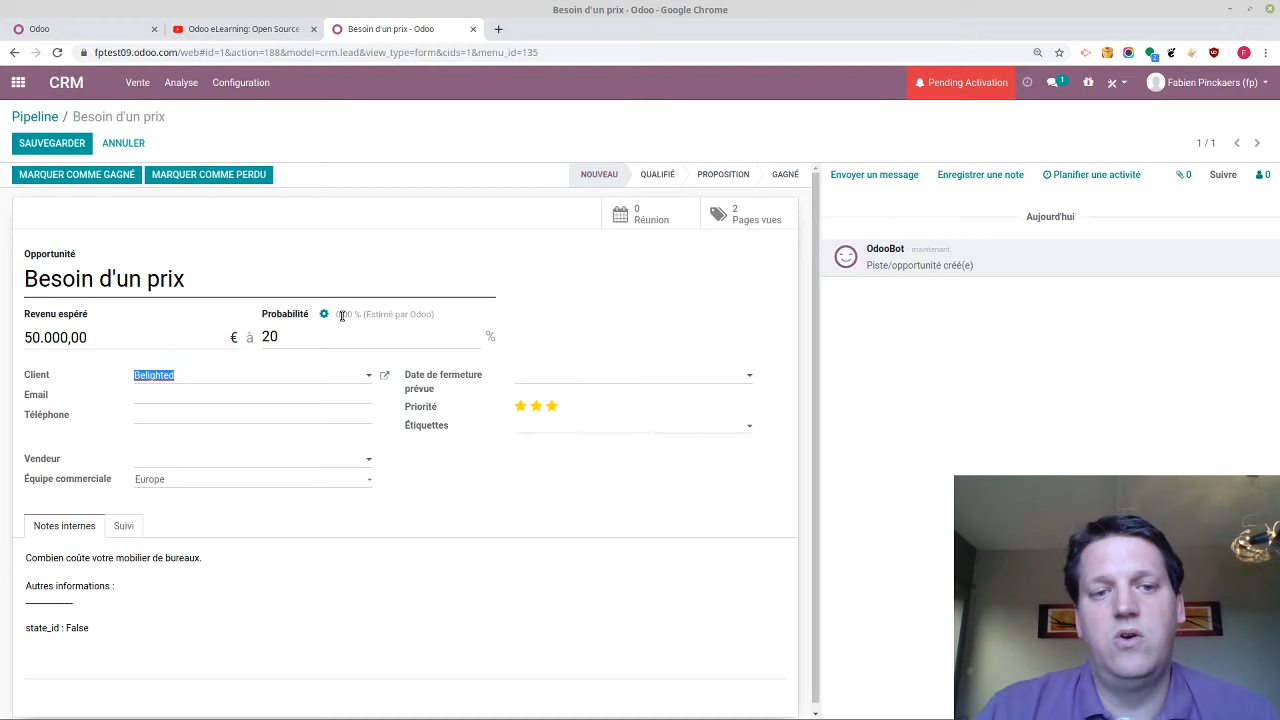 Besoin d'un prix - Odoo - Google Chrome
Odoo
Odoo eLearning: Open Source
Besoin d'un prix - Odoo
fptest09.odoo.com/web#id=1&action=188&model=crm.lead&view_type=form&cids=1&menu_id=135
CRM Vente Analyse Configuration Pending Activation 1 Fabien Pinckaers (fp)
Pipeline / Besoin d'un prix
SAUVEGARDER ANNULER 1 / 1
MARQUER COMME GAGNÉ MARQUER COMME PERDU NOUVEAU QUALIFIÉ PROPOSITION GAGNÉ
Envoyer un message Enregistrer une note Planifier une activité 0 Suivre 0
0
Réunion
2
Pages vues
Aujourd'hui
OdooBot maintenant
Piste/opportunité créé(e)
Opportunité
Besoin d'un prix
Revenu espéré Probabilité % (Estimé par Odoo)
50.000,00 € à 20 %
Client Belighted
Email
Téléphone
Vendeur
Équipe commerciale Europe
Date de fermeture
prévue
Priorité
Étiquettes
Notes internes Suivi
Combien coûte votre mobilier de bureaux.
Autres informations :
___________
state_id : False